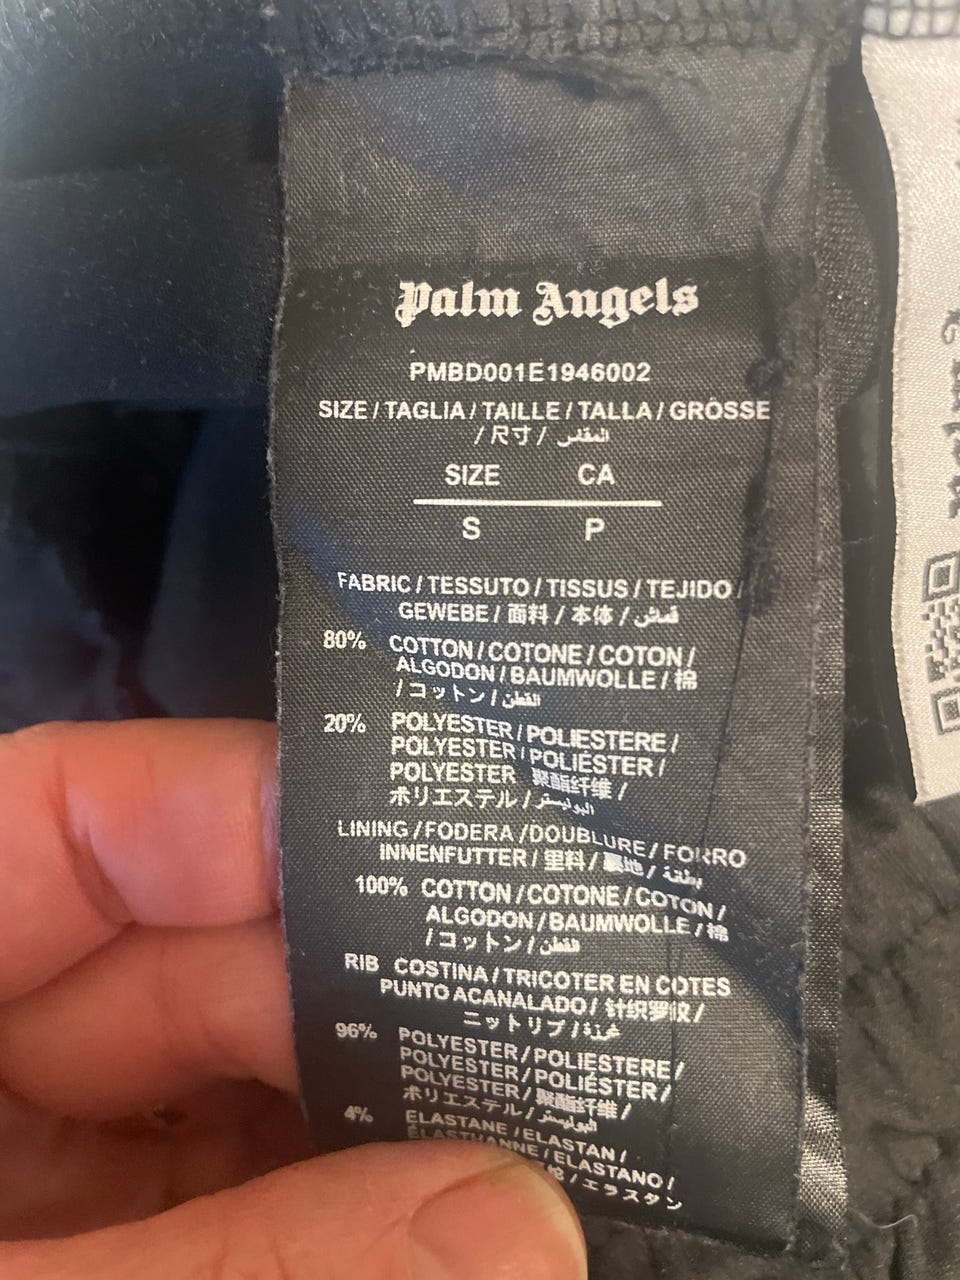 Palm Angels
PMBD001E1946002
SIZE / TAGLIA / TAILLE / TALLA / GRÖSSE
/ 尺寸 / المقاس
SIZE CA
S P
FABRIC / TESSUTO / TISSUS / TEJIDO /
GEWEBE / 面料 / 本体 / قماش
80% COTTON / COTONE / COTON /
ALGODON / BAUMWOLLE / 棉
/ コットン / القطن
20% POLYESTER / POLIESTERE /
POLYESTER / POLIÉSTER /
POLYESTER 聚酯纤维 /
ポリエステル / البوليستر
LINING / FODERA / DOUBLURE / FORRO
INNENFUTTER / 里料 / 裏地 / بطانة
100% COTTON / COTONE / COTON /
ALGODON / BAUMWOLLE / 棉
/ コットン / القطن
RIB COSTINA / TRICOTER EN COTES
PUNTO ACANALADO / 针织罗纹 /
ニットリブ /
96% POLYESTER / POLIESTERE /
POLYESTER / POLIÉSTER /
POLYESTER / 聚酯纤维 /
ポリエステル / البوليستر
4% ELASTANE / ELASTAN /
ÉLASTHANNE / ELASTANO /
/ エラスタン